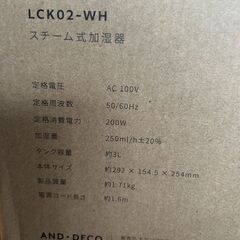 LCK02-WH
スチーム式加湿器
定格電圧 AC 100V
定格周波数 50/60Hz
定格消費電力 200W
加湿量 250ml/h±20%
タンク容量 約3L
本体サイズ 約292 × 154.5 × 254mm
製品質量 約1.71kg
電源コード長さ 約1.6m
AND·DECO